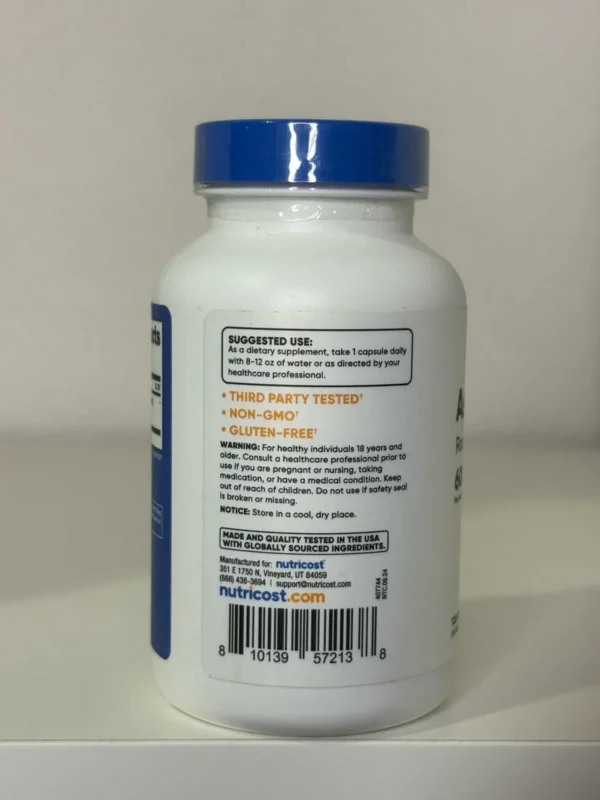 cts
SUGGESTED USE:
As a dietary supplement, take 1 capsule daily
with 8-12 oz of water or as directed by your
healthcare professional.
• THIRD PARTY TESTED†
• NON-GMO†
• GLUTEN-FREE†
WARNING: For healthy individuals 18 years and
older. Consult a healthcare professional prior to
use if you are pregnant or nursing, taking
medication, or have a medical condition. Keep
out of reach of children. Do not use if safety seal
is broken or missing.
NOTICE: Store in a cool, dry place.
MADE AND QUALITY TESTED IN THE USA
WITH GLOBALLY SOURCED INGREDIENTS.
Manufactured for: nutricost
351 E 1750 N, Vineyard, UT 84059
(866) 438-3694 | support@nutricost.com
nutricost.com
407744
NTC.09.24
8 10139 57213 8